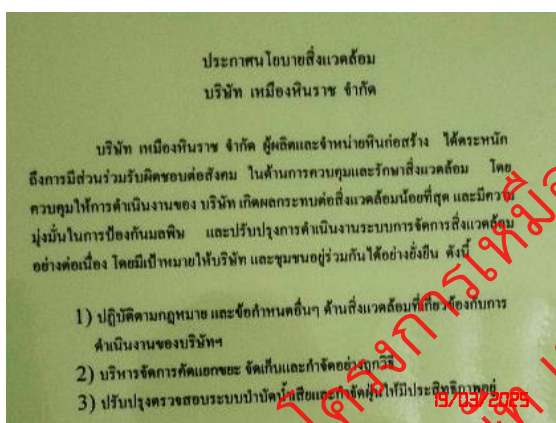 ประกาศนโยบายสิ่งแวดล้อม
บริษัท เหมืองหินราช จำกัด
บริษัท เหมืองหินราช จำกัด ผู้ผลิตและจำหน่ายหินก่อสร้าง ได้ตระหนัก
ถึงการมีส่วนร่วมรับผิดชอบต่อสังคม ในด้านการควบคุมและรักษาสิ่งแวดล้อม โดย
ควบคุมให้การดำเนินงานของ บริษัท เกิดผลกระทบต่อสิ่งแวดล้อมน้อยที่สุด และมีความ
มุ่งมั่นในการป้องกันมลพิษ และปรับปรุงการดำเนินงานระบบการจัดการสิ่งแวดล้อม
อย่างต่อเนื่อง โดยมีเป้าหมายให้บริษัท และชุมชนอยู่ร่วมกันได้อย่างยั่งยืน ดังนี้
1) ปฏิบัติตามกฎหมาย และข้อกำหนดอื่นๆ ด้านสิ่งแวดล้อมที่เกี่ยวข้องกับการ
ดำเนินงานของบริษัทฯ
2) บริหารจัดการคัดแยกขยะ จัดเก็บและกำจัดอย่างถูกวิธี
3) ปรับปรุงตรวจสอบระบบบำบัดน้ำเสียและกำจัดฝุ่นให้มีประสิทธิภาพอยู่
19/03/2025
โครงการเหมือง